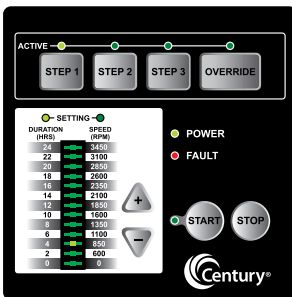 ACTIVE
STEP 1 STEP 2 STEP 3 OVERRIDE
SETTING
DURATION (HRS) SPEED (RPM)
24 3450
22 3100
20 2850
18 2600
16 2350
14 2100
12 1850
10 1600
8 1350
6 1100
4 850
2 600
0 0
+
−
POWER
FAULT
START STOP
Century®